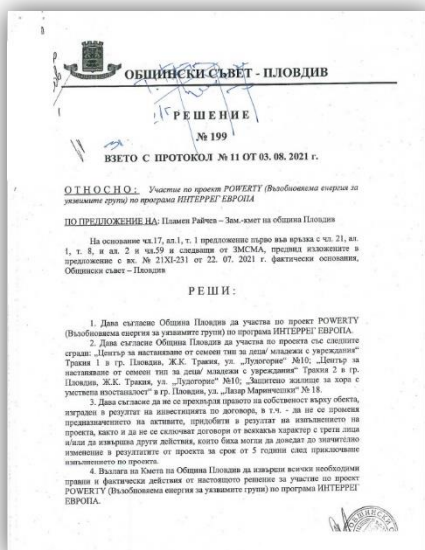 ОБЩИНСКИ СЪВЕТ - ПЛОВДИВ
РЕШЕНИЕ
№ 199
ВЗЕТО С ПРОТОКОЛ № 11 ОТ 03. 08. 2021 г.
ОТНОСНО: Участие по проект POWERTY (Възобновяема енергия за
уязвимите групи) по програма ИНТЕРРЕГ ЕВРОПА
ПО ПРЕДЛОЖЕНИЕ НА: Пламен Райчев – Зам.-кмет на община Пловдив
На основание чл.17, ал.1, т. 1 предложение първо във връзка с чл. 21, ал.
1, т. 8, и ал. 2 и чл.59 и следващи от ЗМСМА, предвид изложените в
предложение с вх. № 21XI-231 от 22. 07. 2021 г. фактически основания,
Общински съвет – Пловдив
РЕШИ:
1. Дава съгласие Община Пловдив да участва по проект POWERTY
(Възобновяема енергия за уязвимите групи) по програма ИНТЕРРЕГ ЕВРОПА.
2. Дава съгласие Община Пловдив да участва по проекта със следните
сгради: „Център за настаняване от семеен тип за деца/ младежи с увреждания"
Тракия 1 в гр. Пловдив, Ж.К. Тракия, ул. „Лудогорие" №10; „Център за
настаняване от семеен тип за деца/ младежи с увреждания" Тракия 2 в гр.
Пловдив, Ж.К. Тракия, ул. „Лудогорие" №10; „Защитено жилище за хора с
умствена изостаналост" в гр. Пловдив, ул. „Лазар Маринчешки" № 18.
3. Дава съгласие да не се прехвърля правото на собственост върху обекта,
изграден в резултат на инвестицията по договора, в т.ч. - да не се променя
предназначението на активите, придобити в резултат на изпълнението на
проекта, както и да не се сключват договори от всякакъв характер с трети лица
и/или да извършва други действия, които биха могли да доведат до значително
изменение в резултатите от проекта за срок от 5 години след приключване
изпълнението по проекта.
4. Възлага на Кмета на Община Пловдив да извърши всички необходими
правни и фактически действия от настоящото решение за участие по проект
POWERTY (Възобновяема енергия за уязвимите групи) по програма ИНТЕРРЕГ
ЕВРОПА.